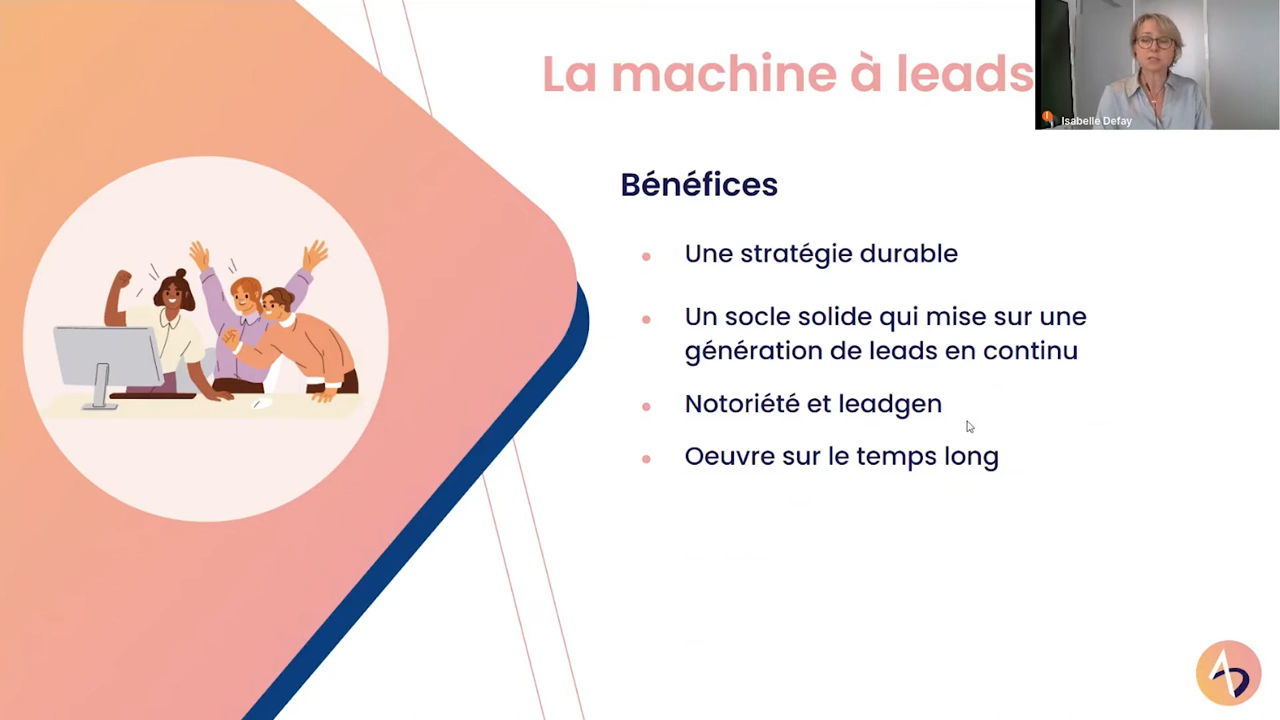 La machine à leads
Isabelle Defay
Bénéfices
Une stratégie durable
Un socle solide qui mise sur une
génération de leads en continu
Notoriété et leadgen
Oeuvre sur le temps long